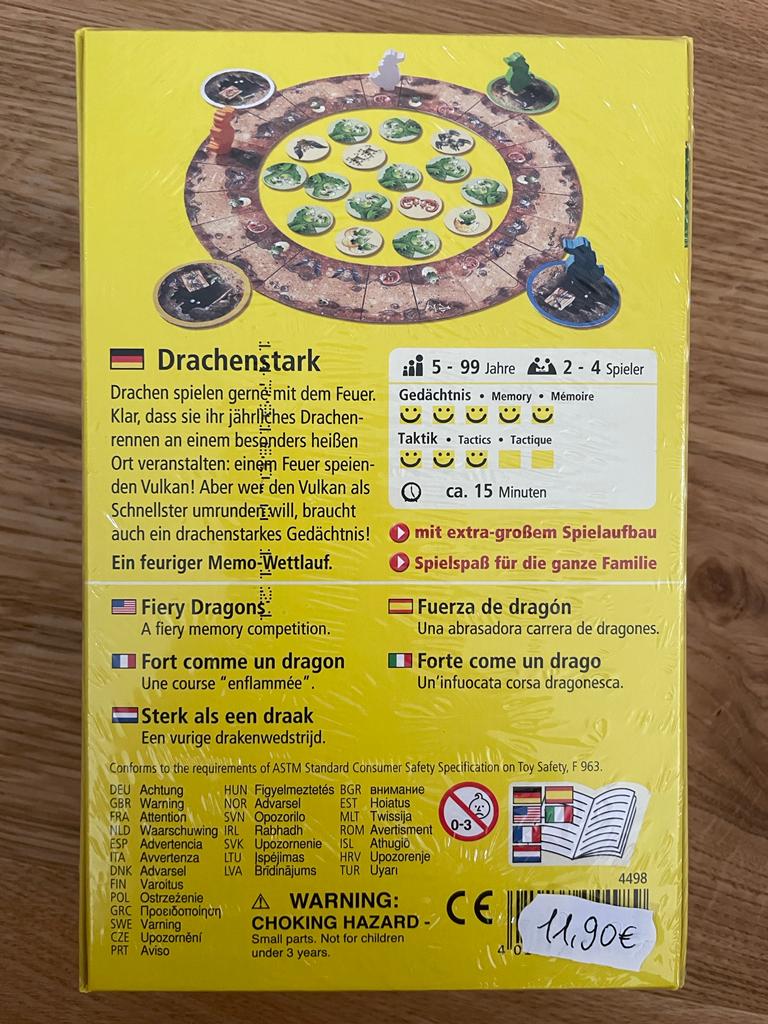 Drachenstark
Drachen spielen gerne mit dem Feuer.
Klar, dass sie ihr jährliches Drachen-
rennen an einem besonders heißen
Ort veranstalten: einem Feuer speien-
den Vulkan! Aber wer den Vulkan als
Schnellster umrunden will, braucht
auch ein drachenstarkes Gedächtnis!
Ein feuriger Memo-Wettlauf.
5 - 99 Jahre 2 - 4 Spieler
Gedächtnis • Memory • Mémoire
Taktik • Tactics • Tactique
ca. 15 Minuten
mit extra-großem Spielaufbau
Spielspaß für die ganze Familie
Fiery Dragons
A fiery memory competition.
Fuerza de dragón
Una abrasadora carrera de dragones.
Fort comme un dragon
Une course "enflammée".
Forte come un drago
Un'infuocata corsa dragonesca.
Sterk als een draak
Een vurige drakenwedstrijd.
Conforms to the requirements of ASTM Standard Consumer Safety Specification on Toy Safety, F 963.
DEU Achtung
GBR Warning
FRA Attention
NLD Waarschuwing
ESP Advertencia
ITA Avvertenza
DNK Advarsel
FIN Varoitus
POL Ostrzeżenie
GRC Προειδοποίηση
SWE Varning
CZE Upozornění
PRT Aviso
HUN Figyelmeztetés
NOR Advarsel
SVN Opozorilo
IRL Rabhadh
SVK Upozornenie
LTU Įspėjimas
LVA Brīdinājums
BGR внимание
EST Hoiatus
MLT Twissija
ROM Avertisment
ISL Athugið
HRV Upozorenje
TUR Uyarı
0-3
WARNING:
CHOKING HAZARD -
Small parts. Not for children
under 3 years.
CE
4498
11,90€